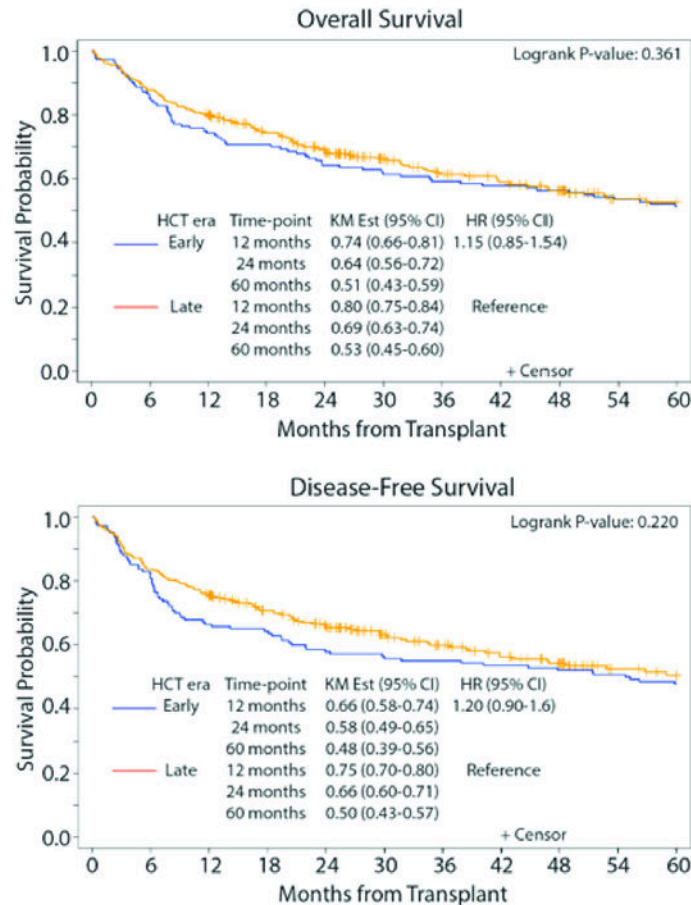 Overall Survival
Logrank P-value: 0.361
Survival Probability
1.0
0.8
0.6
0.4
0.2
0.0
HCT era Time-point KM Est (95% CI) HR (95% CI)
Early 12 months 0.74 (0.66-0.81) 1.15 (0.85-1.54)
24 monts 0.64 (0.56-0.72)
60 months 0.51 (0.43-0.59)
Late 12 months 0.80 (0.75-0.84) Reference
24 months 0.69 (0.63-0.74)
60 months 0.53 (0.45-0.60)
+ Censor
0 6 12 18 24 30 36 42 48 54 60
Months from Transplant
Disease-Free Survival
Logrank P-value: 0.220
Survival Probability
1.0
0.8
0.6
0.4
0.2
0.0
HCT era Time-point KM Est (95% CI) HR (95% CI)
Early 12 months 0.66 (0.58-0.74) 1.20 (0.90-1.6)
24 monts 0.58 (0.49-0.65)
60 months 0.48 (0.39-0.56)
Late 12 months 0.75 (0.70-0.80) Reference
24 months 0.66 (0.60-0.71)
60 months 0.50 (0.43-0.57)
+ Censor
0 6 12 18 24 30 36 42 48 54 60
Months from Transplant